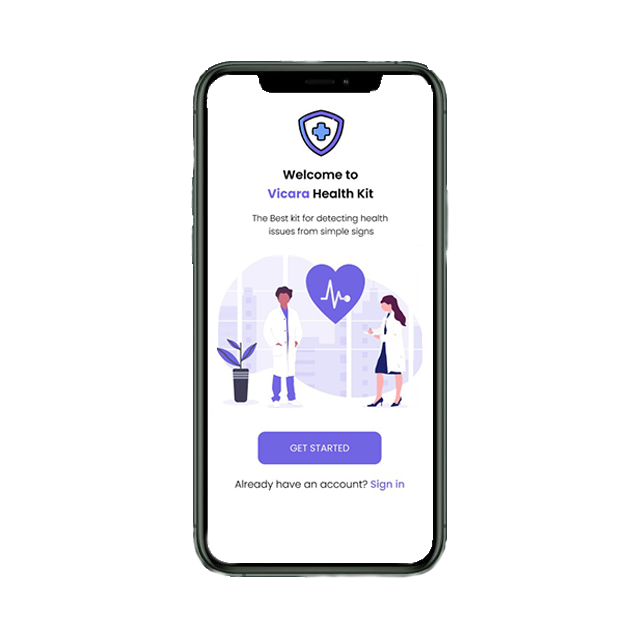 Welcome to
Vicara Health Kit
The Best kit for detecting health
issues from simple signs
GET STARTED
Already have an account? Sign in